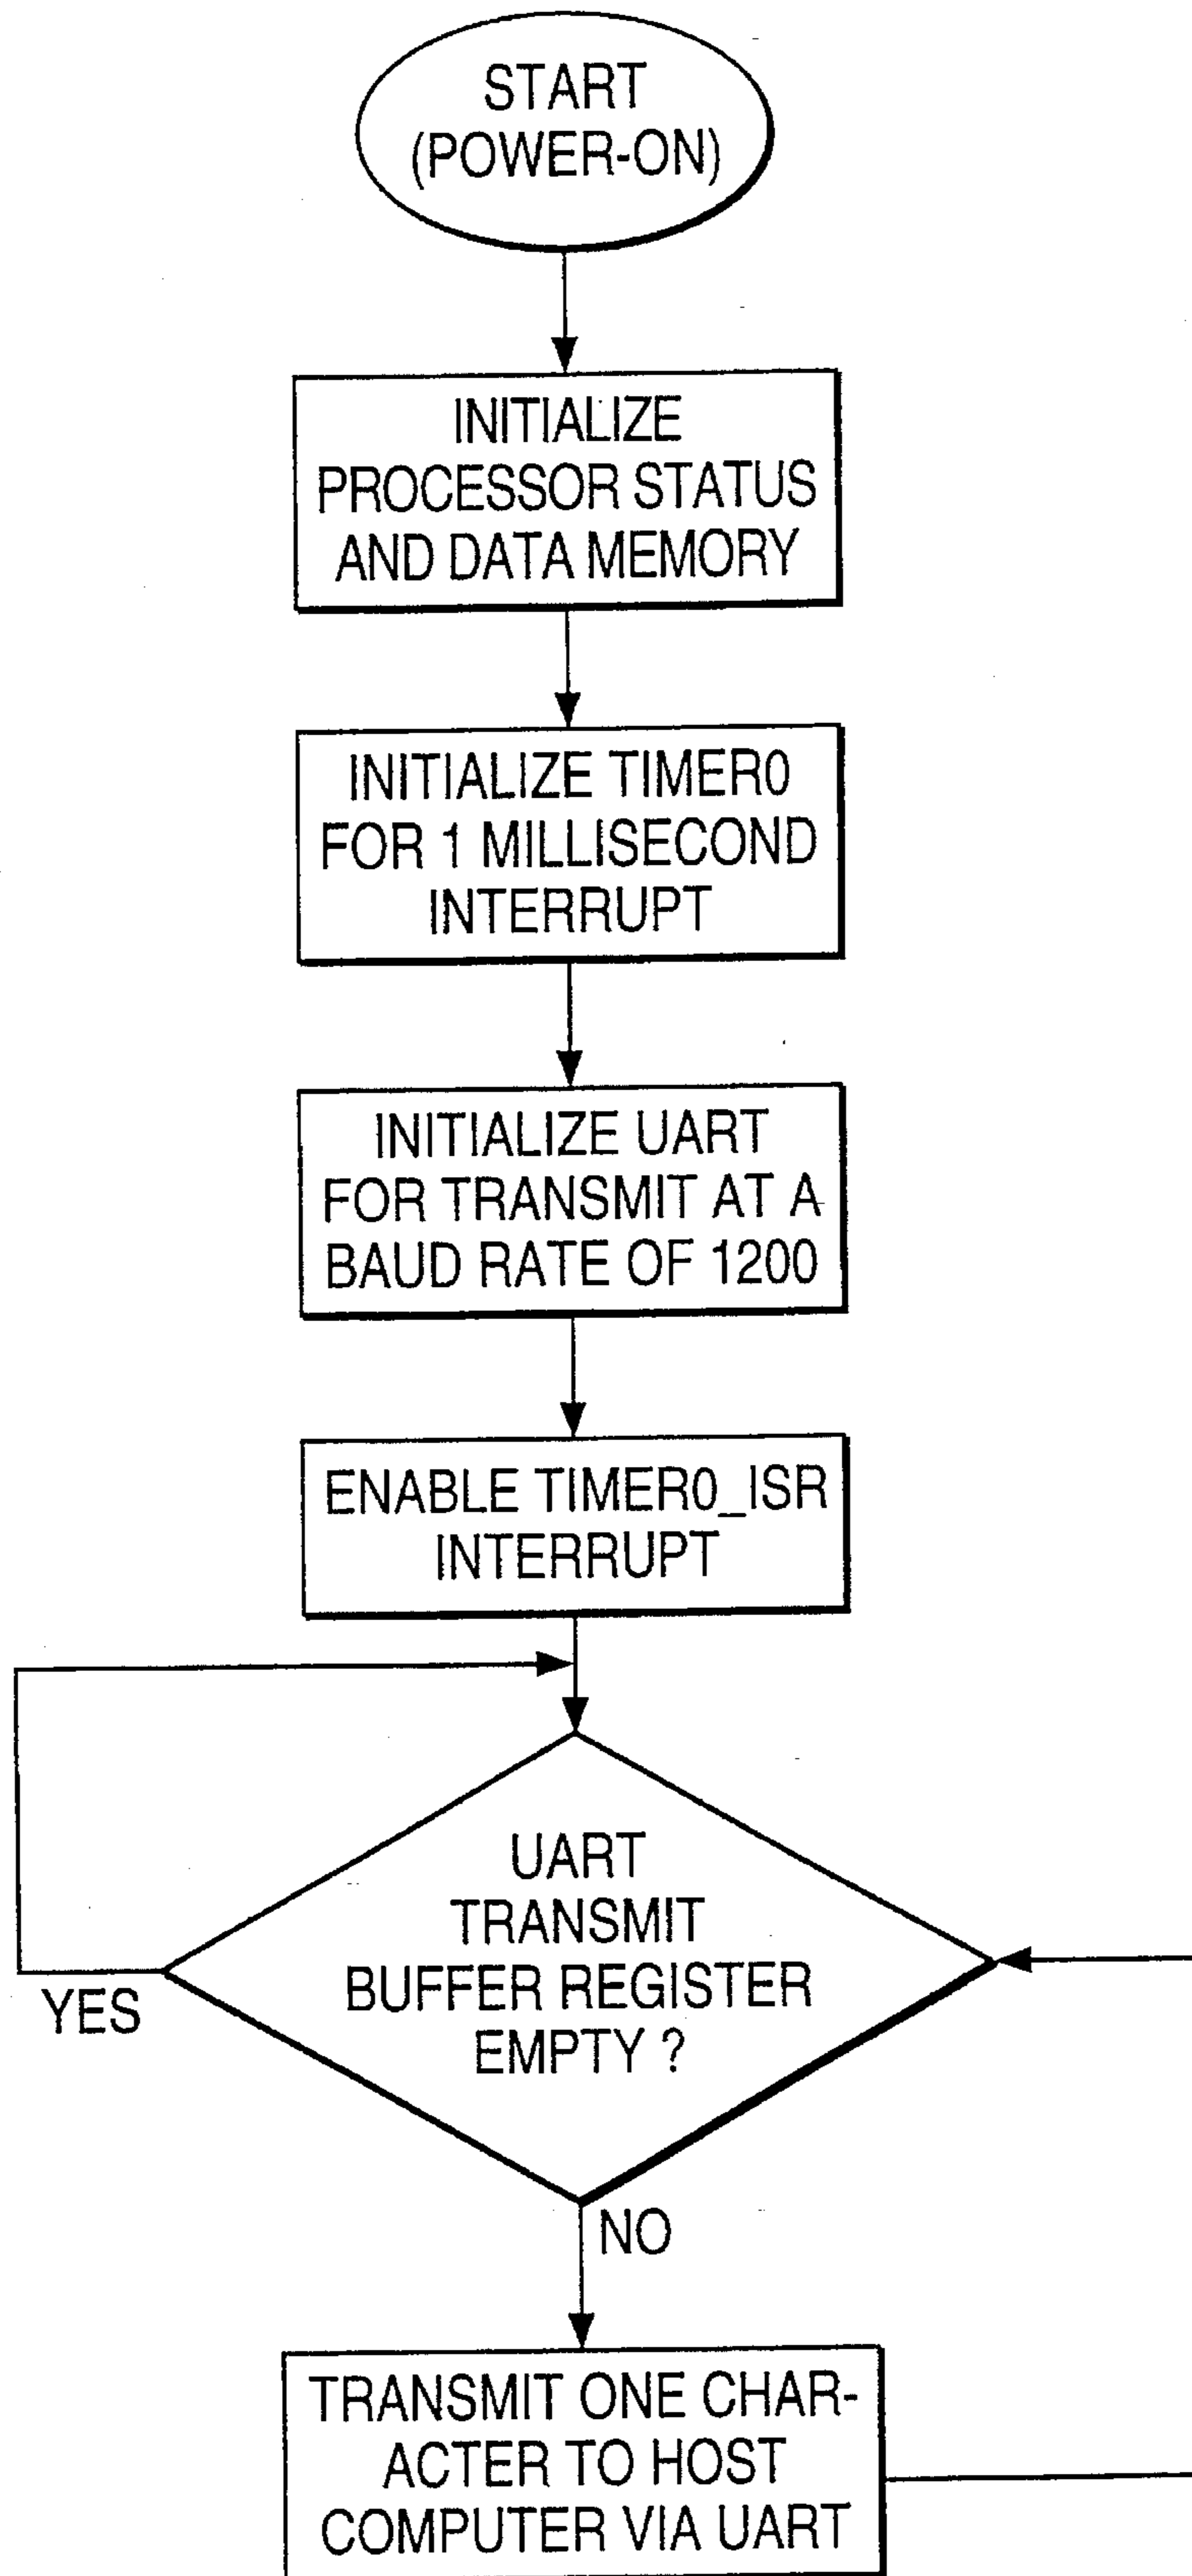 START
(POWER-ON)
INITIALIZE
PROCESSOR STATUS
AND DATA MEMORY
INITIALIZE TIMER0
FOR 1 MILLISECOND
INTERRUPT
INITIALIZE UART
FOR TRANSMIT AT A
BAUD RATE OF 1200
ENABLE TIMER0_ISR
INTERRUPT
UART
TRANSMIT
BUFFER REGISTER
EMPTY ?
YES
NO
TRANSMIT ONE CHAR-
ACTER TO HOST
COMPUTER VIA UART